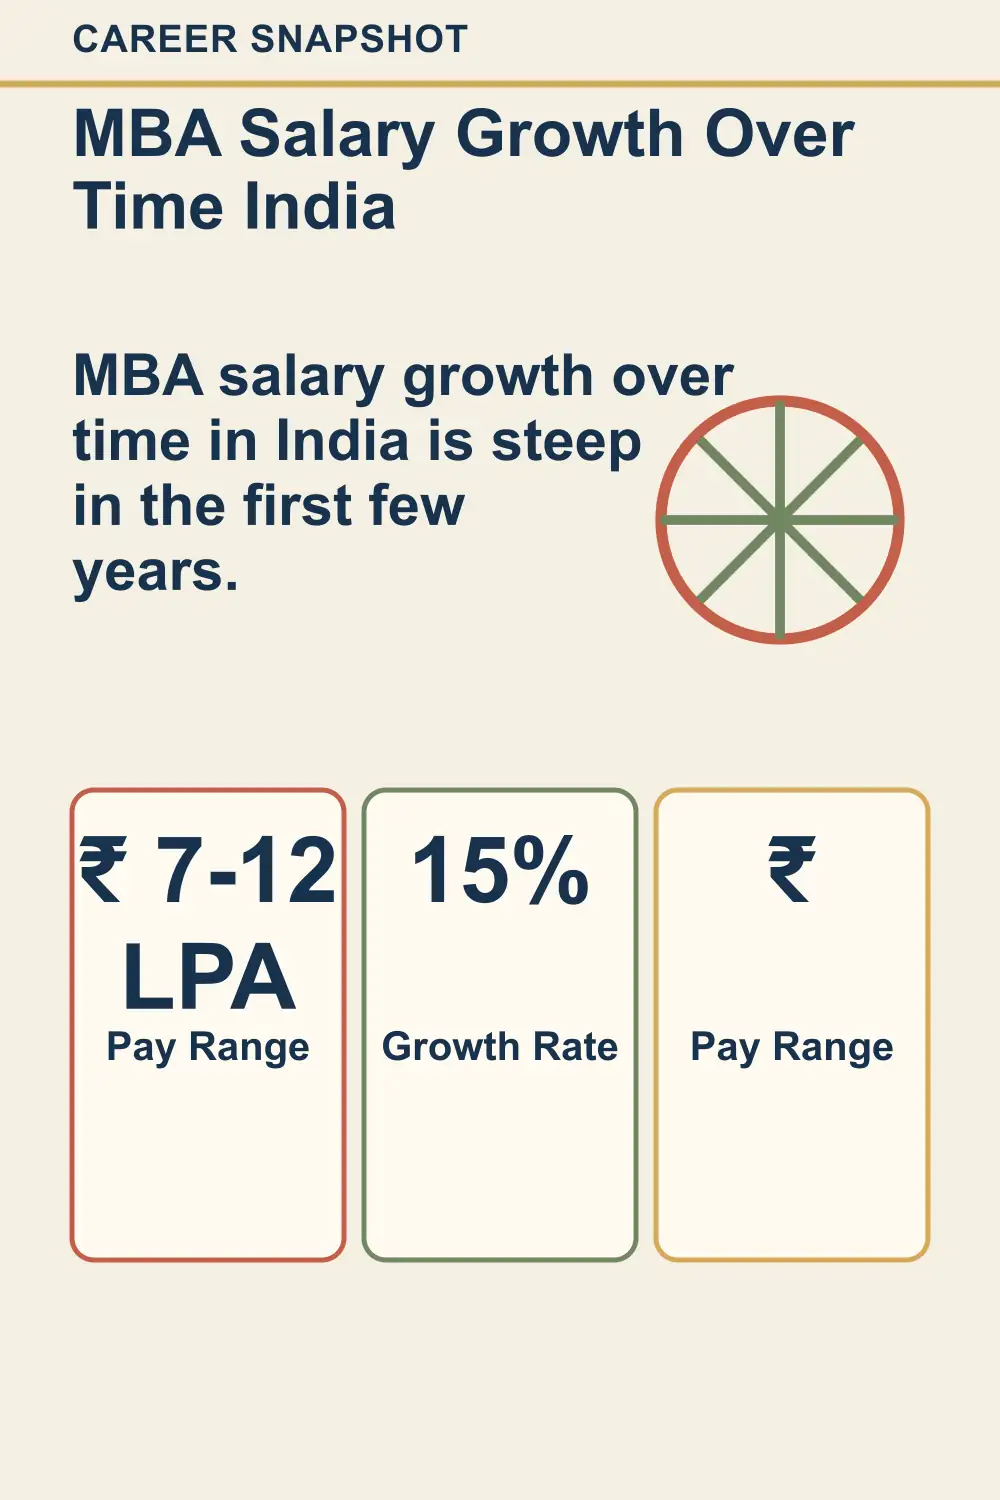 CAREER SNAPSHOT
MBA Salary Growth Over
Time India
MBA salary growth over
time in India is steep
in the first few
years.
₹ 7-12
LPA
Pay Range
15%
Growth Rate
₹
Pay Range